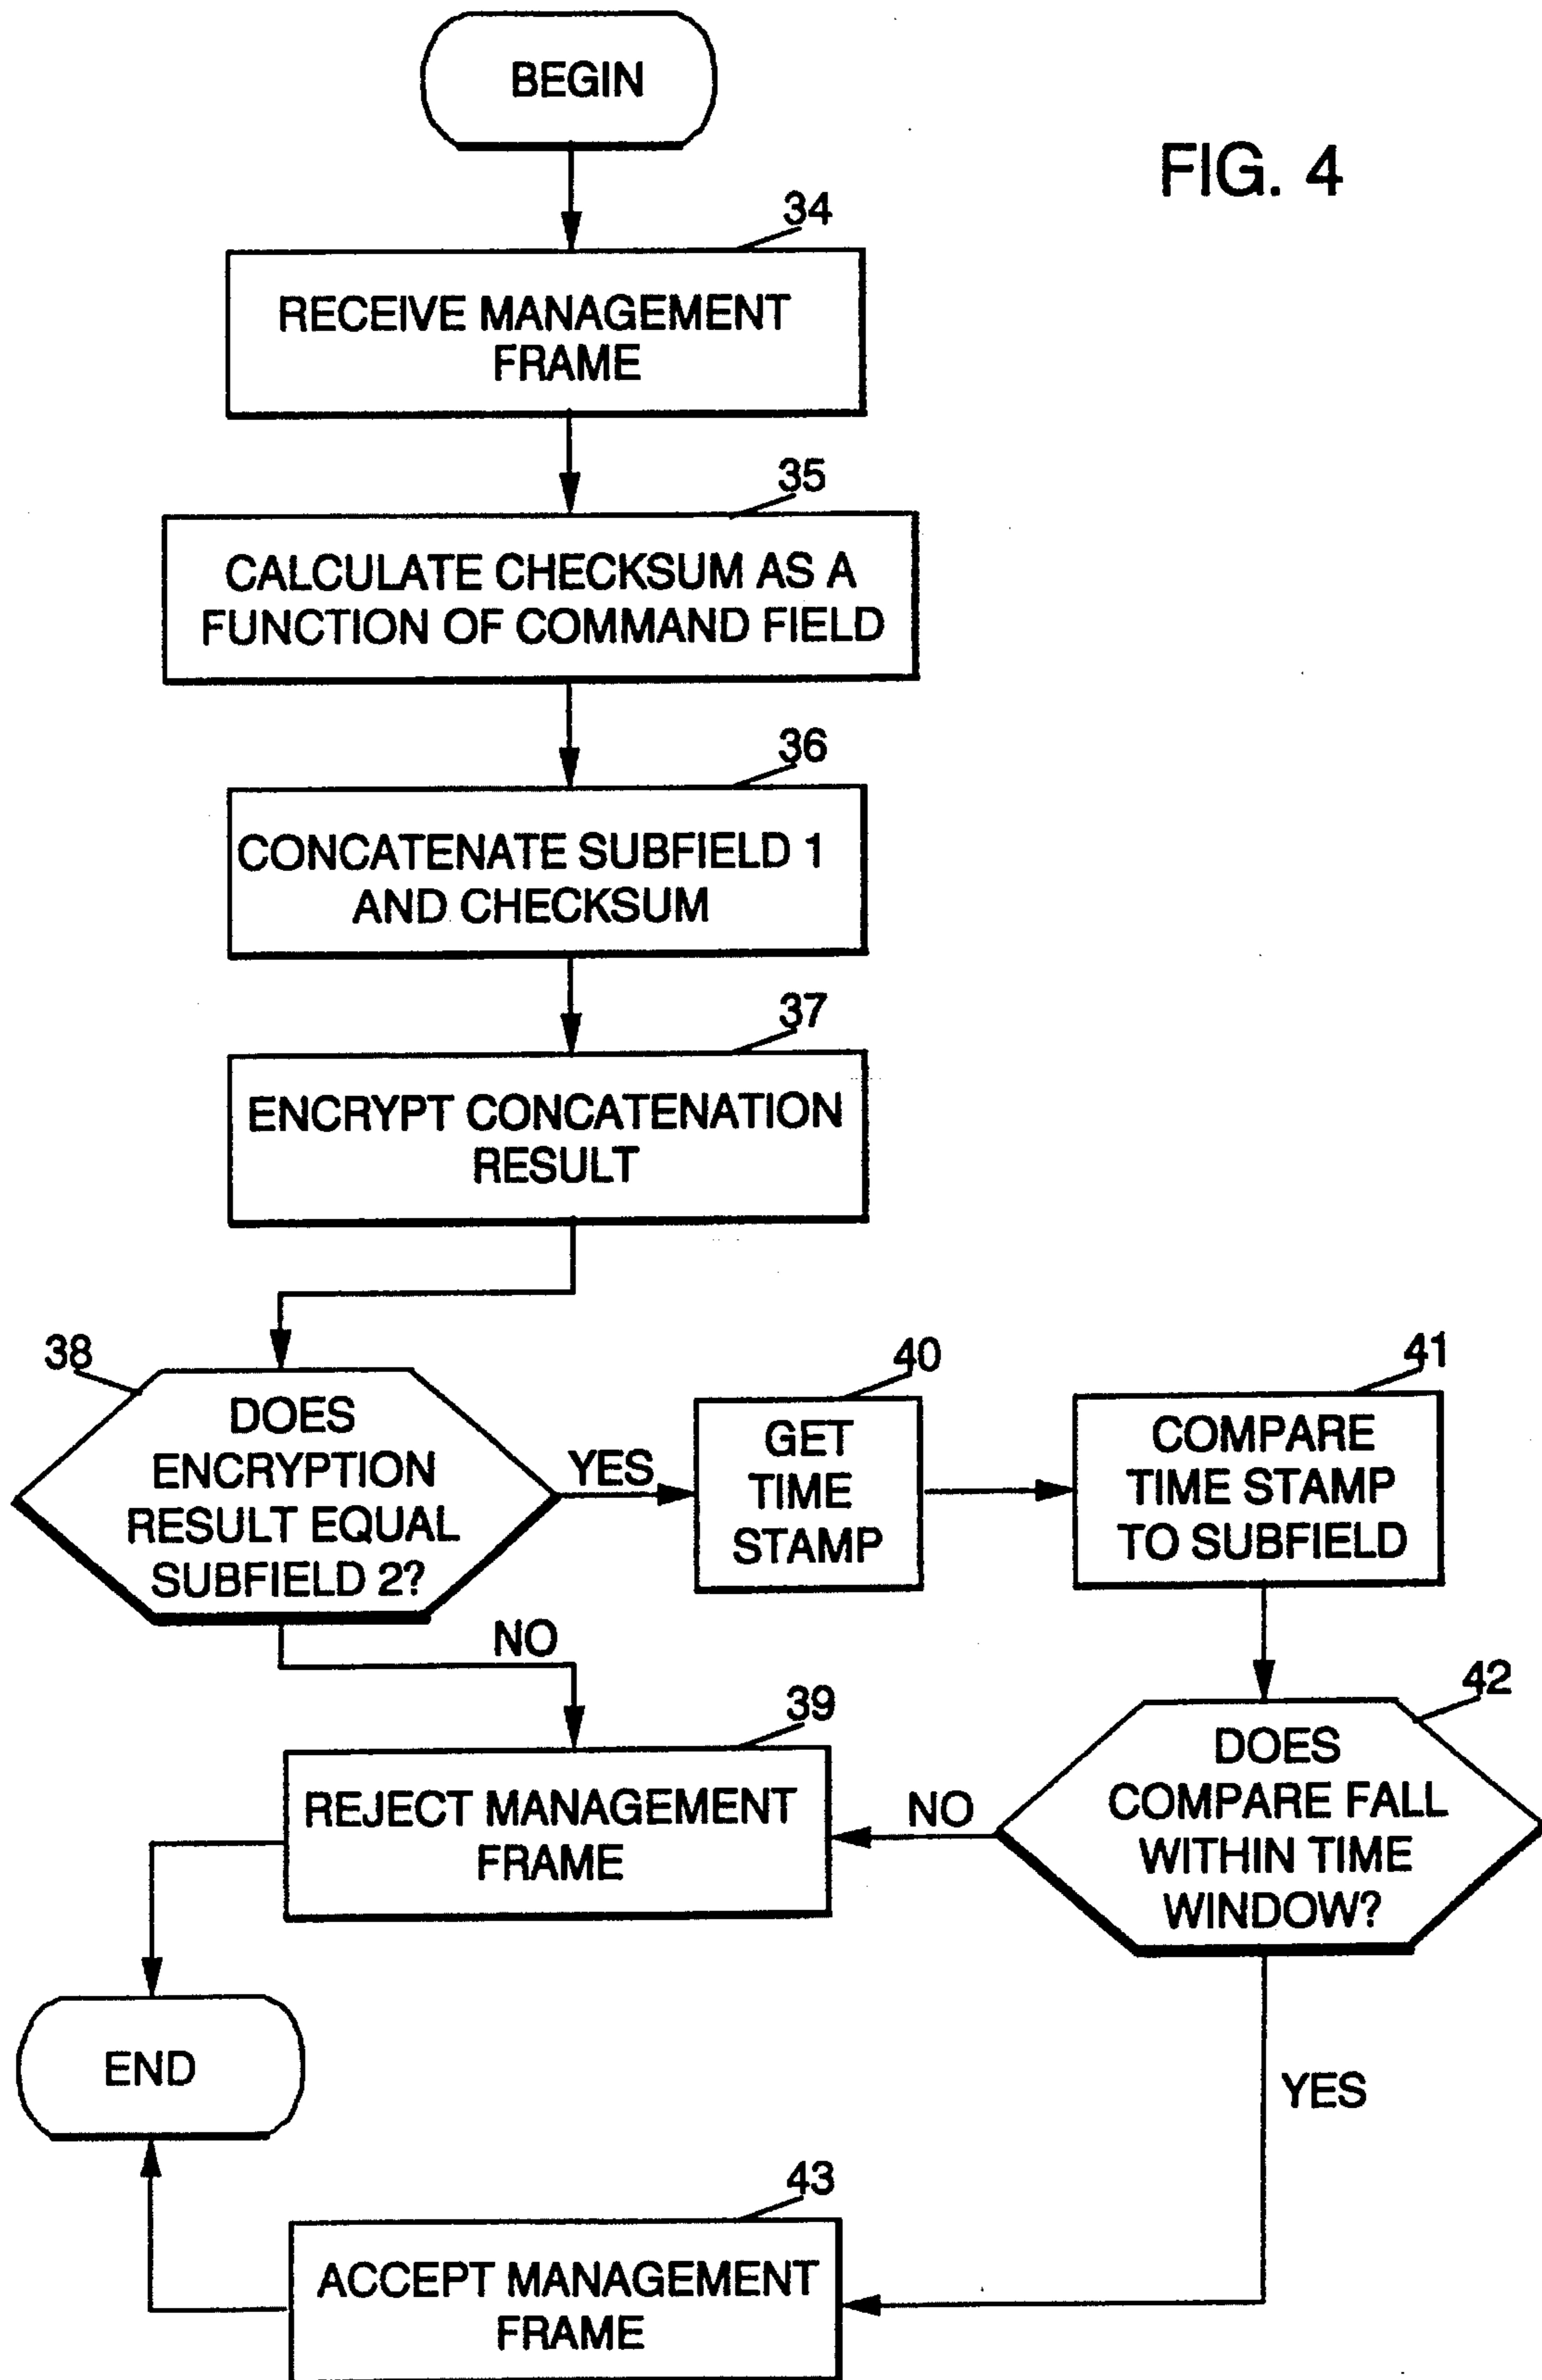 BEGIN
FIG. 4
34
RECEIVE MANAGEMENT
FRAME
35
CALCULATE CHECKSUM AS A
FUNCTION OF COMMAND FIELD
36
CONCATENATE SUBFIELD 1
AND CHECKSUM
37
ENCRYPT CONCATENATION
RESULT
38
DOES
ENCRYPTION
RESULT EQUAL
SUBFIELD 2?
YES
40
GET
TIME
STAMP
41
COMPARE
TIME STAMP
TO SUBFIELD
NO
39
REJECT MANAGEMENT
FRAME
NO
42
DOES
COMPARE FALL
WITHIN TIME
WINDOW?
END
YES
43
ACCEPT MANAGEMENT
FRAME